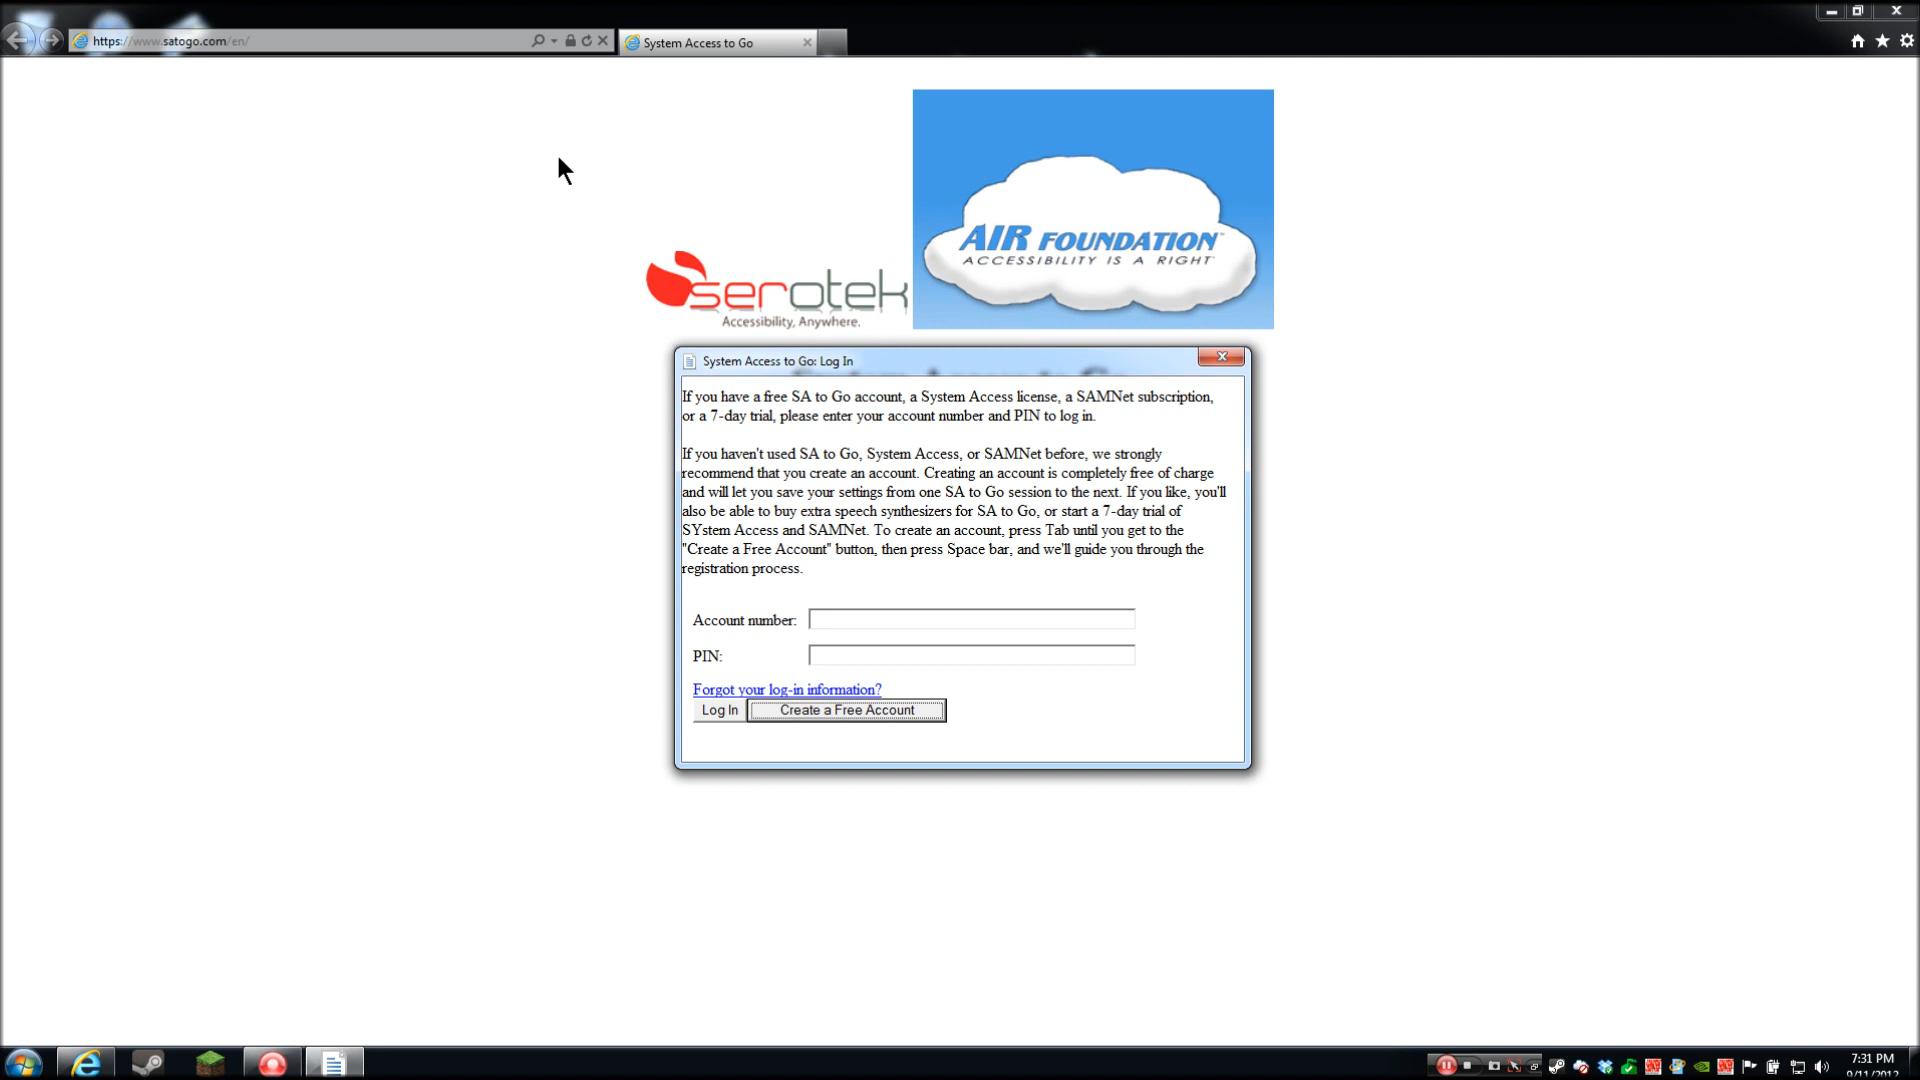 https://www.satogo.com/en/
System Access to Go
AIR FOUNDATION™
ACCESSIBILITY IS A RIGHT
serotek
Accessibility, Anywhere.
System Access to Go: Log In
If you have a free SA to Go account, a System Access license, a SAMNet subscription,
or a 7-day trial, please enter your account number and PIN to log in.
If you haven't used SA to Go, System Access, or SAMNet before, we strongly
recommend that you create an account. Creating an account is completely free of charge
and will let you save your settings from one SA to Go session to the next. If you like, you'll
also be able to buy extra speech synthesizers for SA to Go, or start a 7-day trial of
SYstem Access and SAMNet. To create an account, press Tab until you get to the
"Create a Free Account" button, then press Space bar, and we'll guide you through the
registration process.
Account number:
PIN:
Forgot your log-in information?
Log In Create a Free Account
7:31 PM
9/11/2012